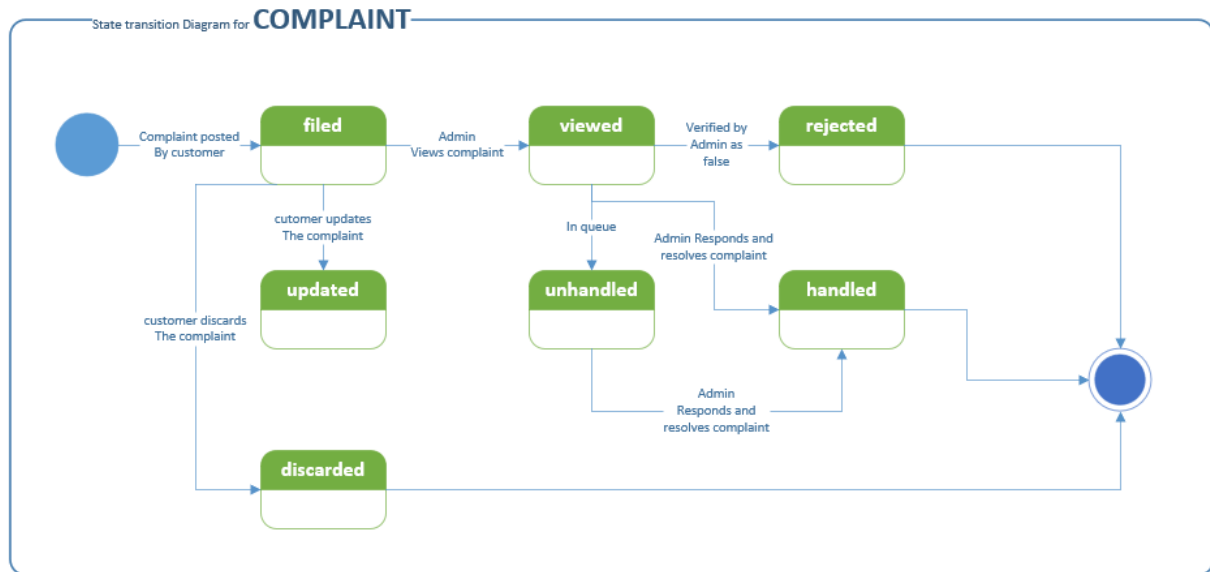 State transition Diagram for COMPLAINT
filed
viewed
rejected
Complaint posted
By customer
Admin
Views complaint
Verified by
Admin as
false
cutomer updates
The complaint
In queue
Admin Responds and
resolves complaint
updated
unhandled
handled
customer discards
The complaint
Admin
Responds and
resolves complaint
discarded